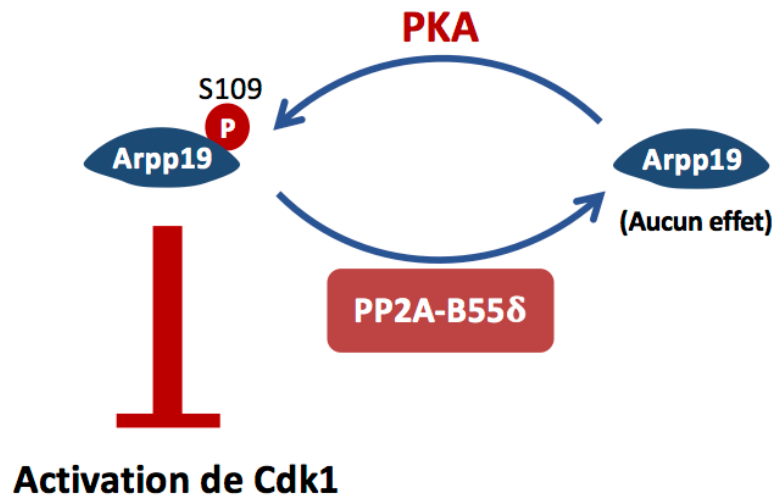 PKA
S109
P
Arpp19
Arpp19
(Aucun effet)
PP2A-B55δ
Activation de Cdk1